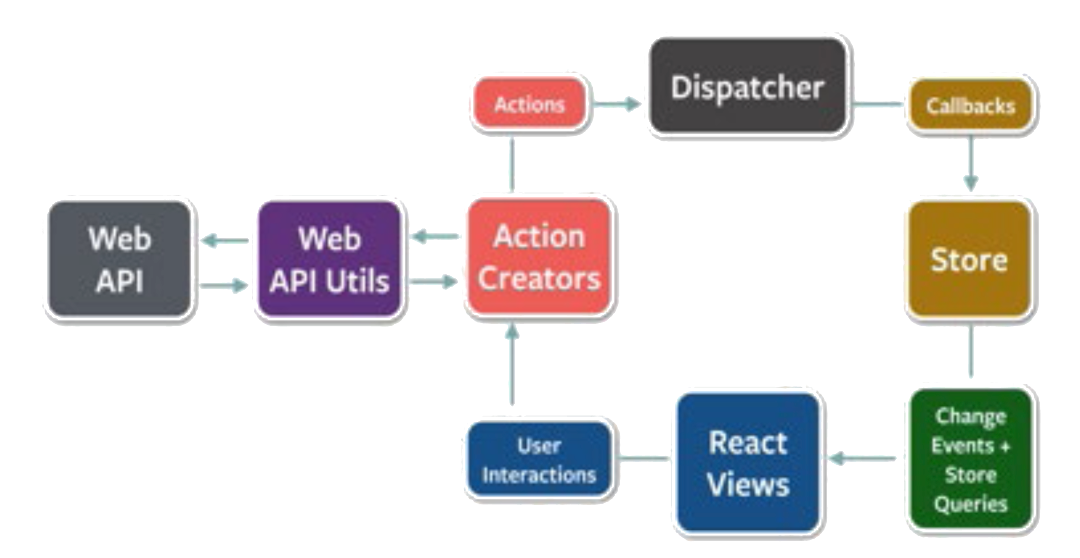 Dispatcher
Actions
Callbacks
Web
API
Web
API Utils
Action
Creators
Store
User
Interactions
React
Views
Change
Events +
Store
Queries